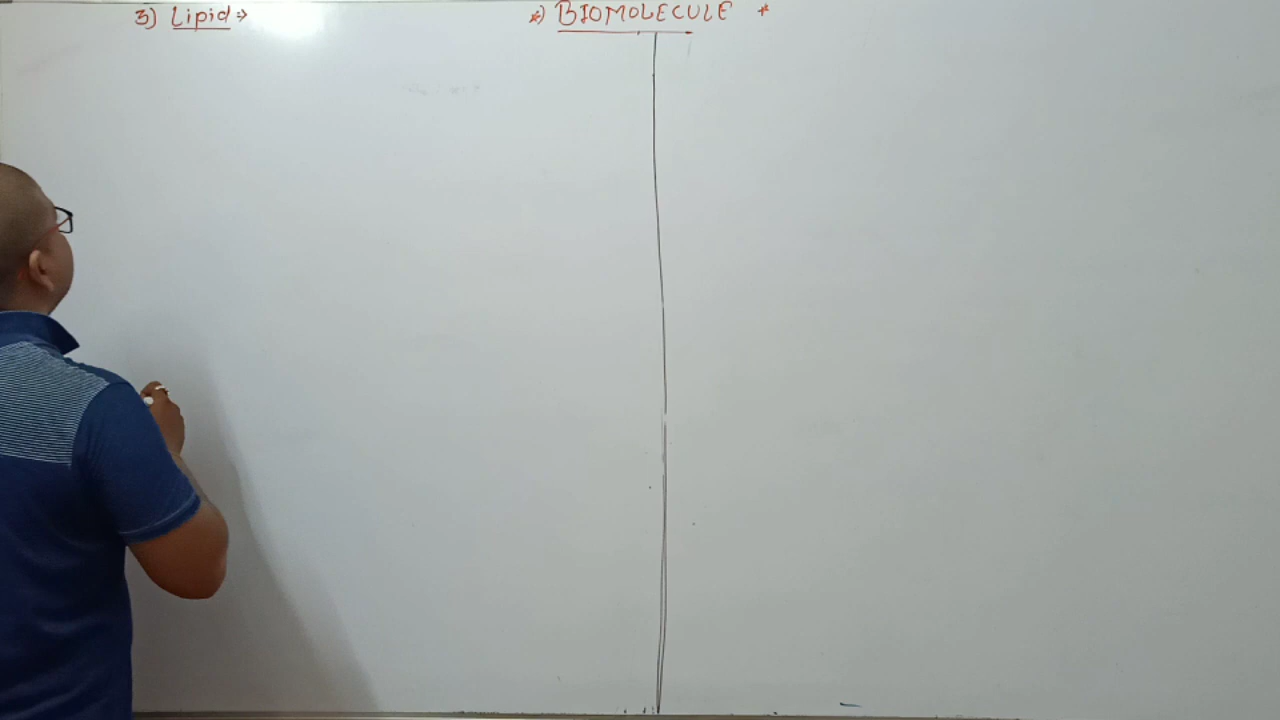 *) BIOMOLECULE *
3) Lipid :→